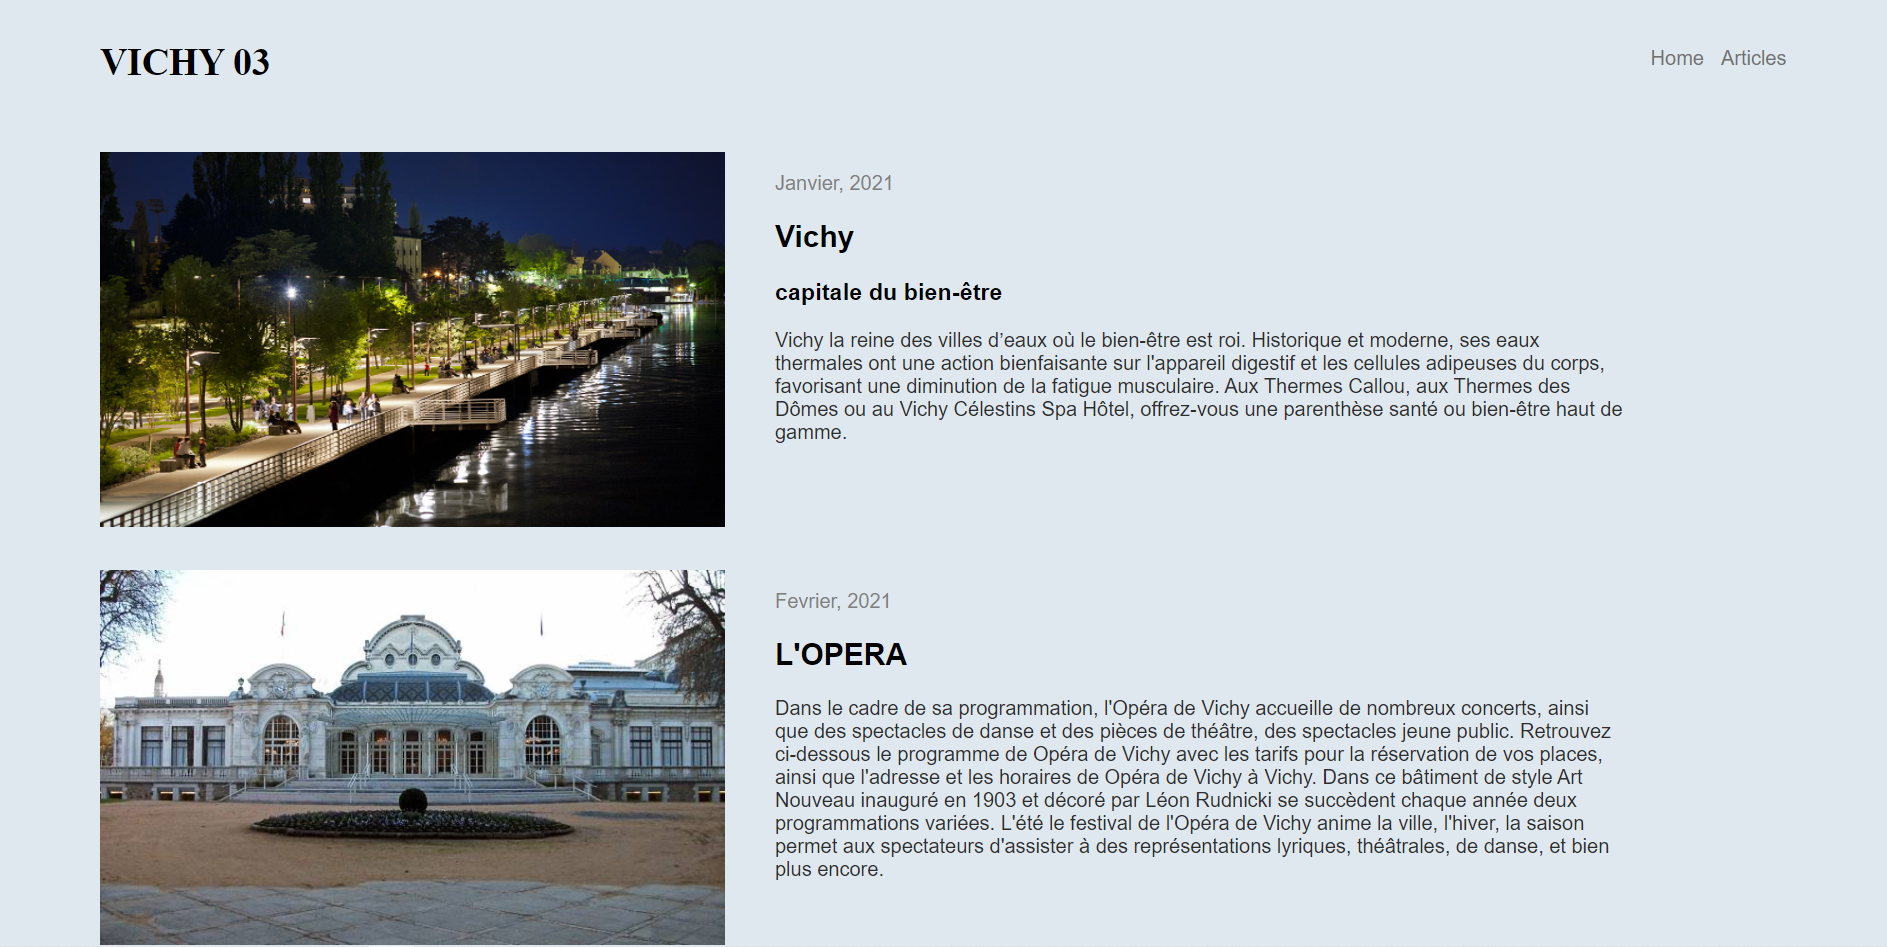 VICHY 03
Home Articles
Janvier, 2021
Vichy
capitale du bien-être
Vichy la reine des villes d’eaux où le bien-être est roi. Historique et moderne, ses eaux
thermales ont une action bienfaisante sur l'appareil digestif et les cellules adipeuses du corps,
favorisant une diminution de la fatigue musculaire. Aux Thermes Callou, aux Thermes des
Dômes ou au Vichy Célestins Spa Hôtel, offrez-vous une parenthèse santé ou bien-être haut de
gamme.
Fevrier, 2021
L'OPERA
Dans le cadre de sa programmation, l'Opéra de Vichy accueille de nombreux concerts, ainsi
que des spectacles de danse et des pièces de théâtre, des spectacles jeune public. Retrouvez
ci-dessous le programme de Opéra de Vichy avec les tarifs pour la réservation de vos places,
ainsi que l'adresse et les horaires de Opéra de Vichy à Vichy. Dans ce bâtiment de style Art
Nouveau inauguré en 1903 et décoré par Léon Rudnicki se succèdent chaque année deux
programmations variées. L'été le festival de l'Opéra de Vichy anime la ville, l'hiver, la saison
permet aux spectateurs d'assister à des représentations lyriques, théâtrales, de danse, et bien
plus encore.